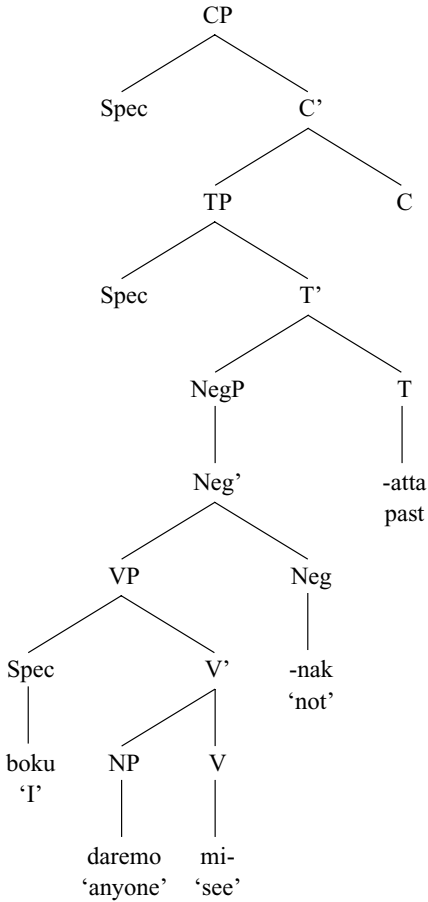 CP
Spec C’
TP C
Spec T’
NegP T
Neg’ -atta
past
VP Neg
Spec V’ -nak
‘not’
boku NP V
‘I’
daremo mi-
‘anyone’ ‘see’